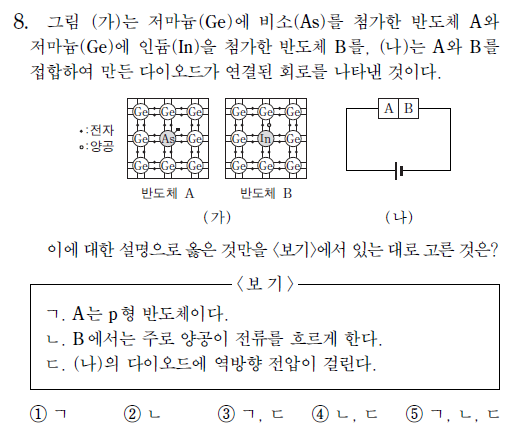 8. 그림 (가)는 저마늄(Ge)에 비소(As)를 첨가한 반도체 A와
저마늄(Ge)에 인듐(In)을 첨가한 반도체 B를, (나)는 A와 B를
접합하여 만든 다이오드가 연결된 회로를 나타낸 것이다.
Ge Ge Ge Ge Ge Ge A B
:전자
:양공
Ge As Ge Ge In Ge
Ge Ge Ge Ge Ge Ge
반도체 A 반도체 B
(가) (나)
이에 대한 설명으로 옳은 것만을 <보기>에서 있는 대로 고른 것은?
<보 기>
ㄱ. A는 p형 반도체이다.
ㄴ. B에서는 주로 양공이 전류를 흐르게 한다.
ㄷ. (나)의 다이오드에 역방향 전압이 걸린다.
① ㄱ ② ㄴ ③ ㄱ, ㄷ ④ ㄴ, ㄷ ⑤ ㄱ, ㄴ, ㄷ